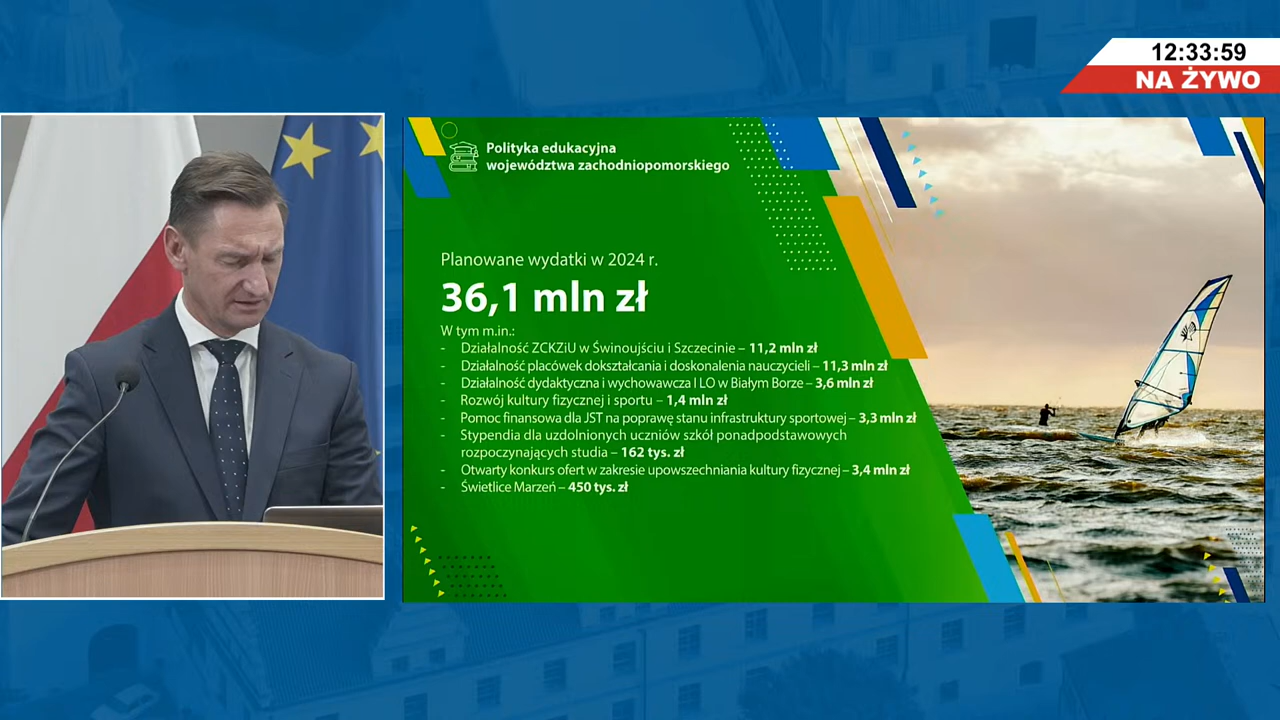 12:33:59
NA ŻYWO
Polityka edukacyjna
województwa zachodniopomorskiego
Planowane wydatki w 2024 r.
36,1 mln zł
W tym m.in.:
- Działalność ZCKZiU w Świnoujściu i Szczecinie – 11,2 mln zł
- Działalność placówek dokształcania i doskonalenia nauczycieli – 11,3 mln zł
- Działalność dydaktyczna i wychowawcza I LO w Białym Borze – 3,6 mln zł
- Rozwój kultury fizycznej i sportu – 1,4 mln zł
- Pomoc finansowa dla JST na poprawę stanu infrastruktury sportowej – 3,3 mln zł
- Stypendia dla uzdolnionych uczniów szkół ponadpodstawowych
rozpoczynających studia – 162 tys. zł
- Otwarty konkurs ofert w zakresie upowszechniania kultury fizycznej – 3,4 mln zł
- Świetlice Marzeń – 450 tys. zł